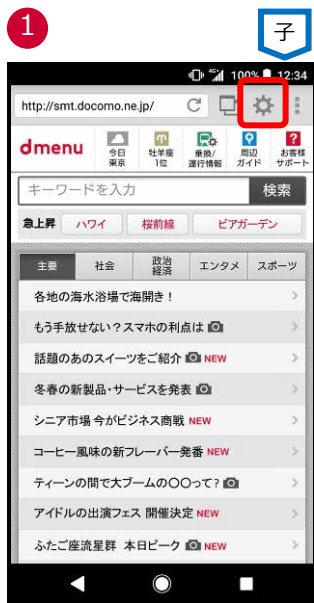 1
子
100% 12:34
http://smt.docomo.ne.jp/
dmenu
今日
東京
牡羊座
1位
乗換/
運行情報
周辺
ガイド
お客様
サポート
キーワードを入力
検索
急上昇 ハワイ 桜前線 ビアガーデン
主要 社会 政治
経済 エンタメ スポーツ
各地の海水浴場で海開き！
もう手放せない？スマホの利点は
話題のあのスイーツをご紹介 NEW
冬春の新製品・サービスを発表
シニア市場 今がビジネス商戦 NEW
コーヒー風味の新フレーバー発番 NEW
ティーンの間で大ブームの〇〇って？
アイドルの出演フェス 開催決定 NEW
ふたご座流星群 本日ピーク NEW